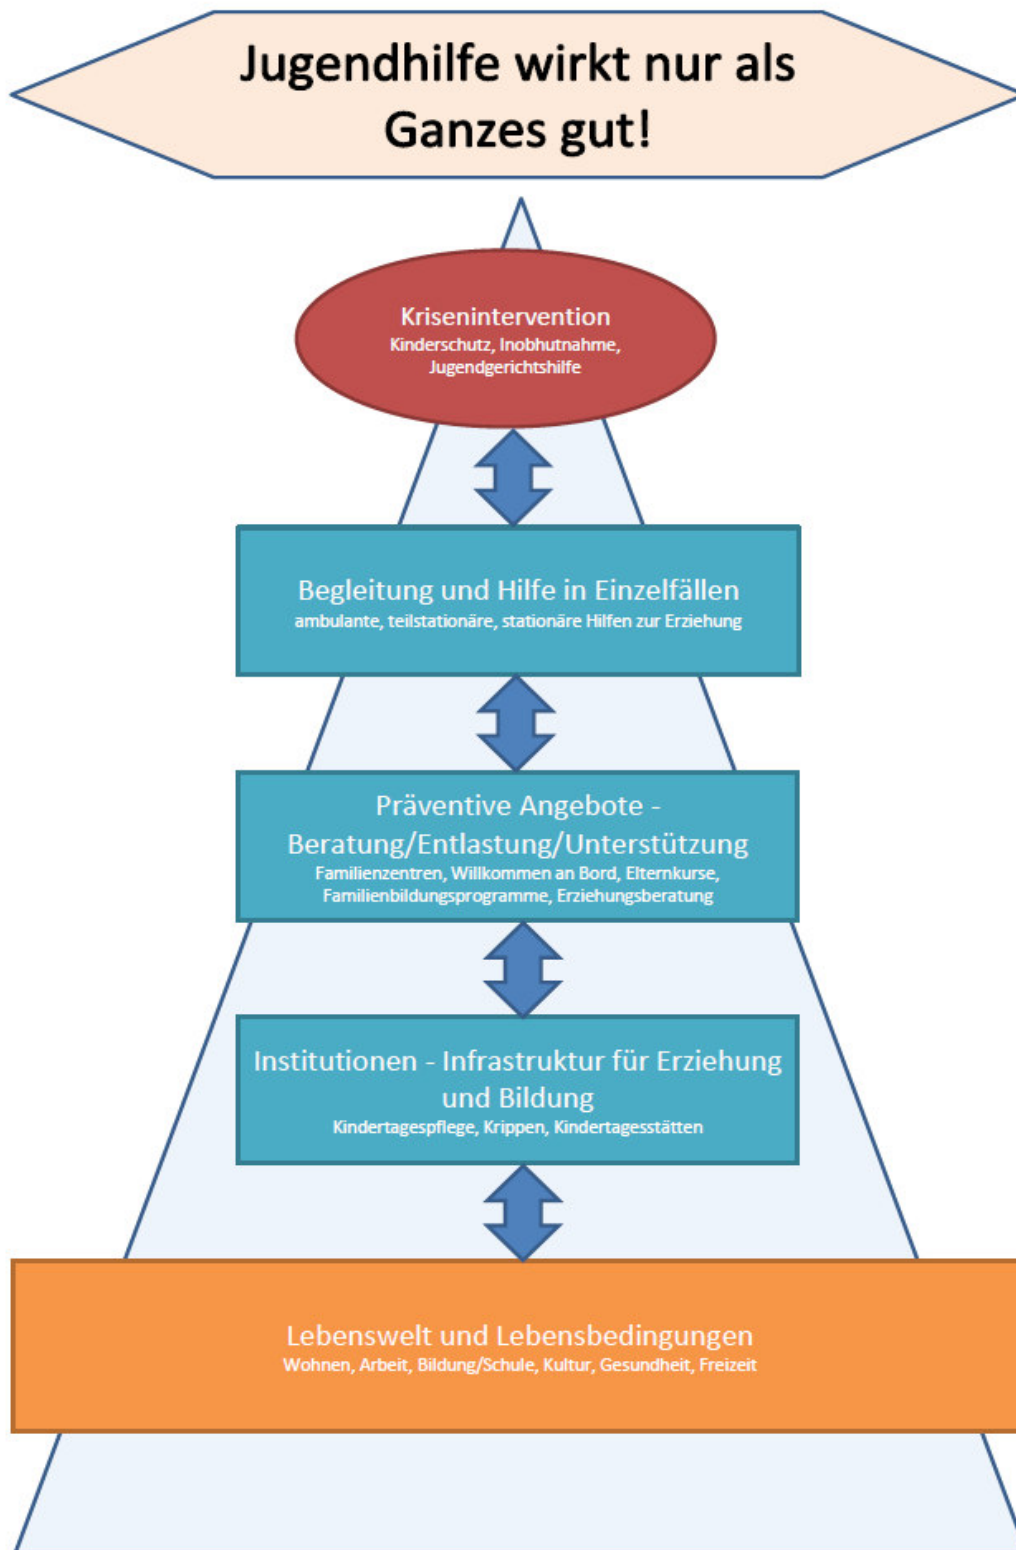 Jugendhilfe wirkt nur als
Ganzes gut!
Krisenintervention
Kinderschutz, Inobhutnahme,
Jugendgerichtshilfe
Begleitung und Hilfe in Einzelfällen
ambulante, teilstationäre, stationäre Hilfen zur Erziehung
Präventive Angebote -
Beratung/Entlastung/Unterstützung
Familienzentren, Willkommen an Bord, Elternkurse,
Familienbildungsprogramme, Erziehungsberatung
Institutionen - Infrastruktur für Erziehung
und Bildung
Kindertagespflege, Krippen, Kindertagesstätten
Lebenswelt und Lebensbedingungen
Wohnen, Arbeit, Bildung/Schule, Kultur, Gesundheit, Freizeit